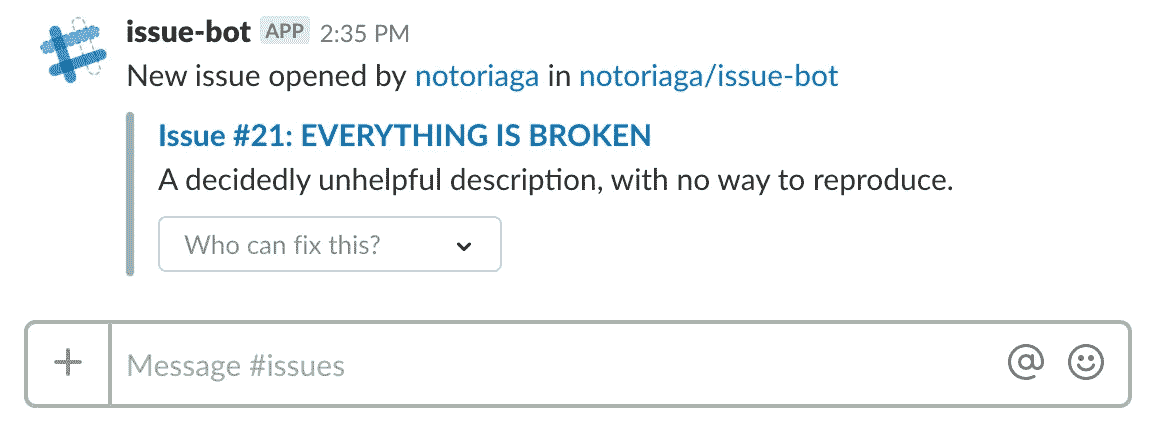 issue-bot APP 2:35 PM
New issue opened by notoriaga in notoriaga/issue-bot
Issue #21: EVERYTHING IS BROKEN
A decidedly unhelpful description, with no way to reproduce.
Who can fix this?
Message #issues